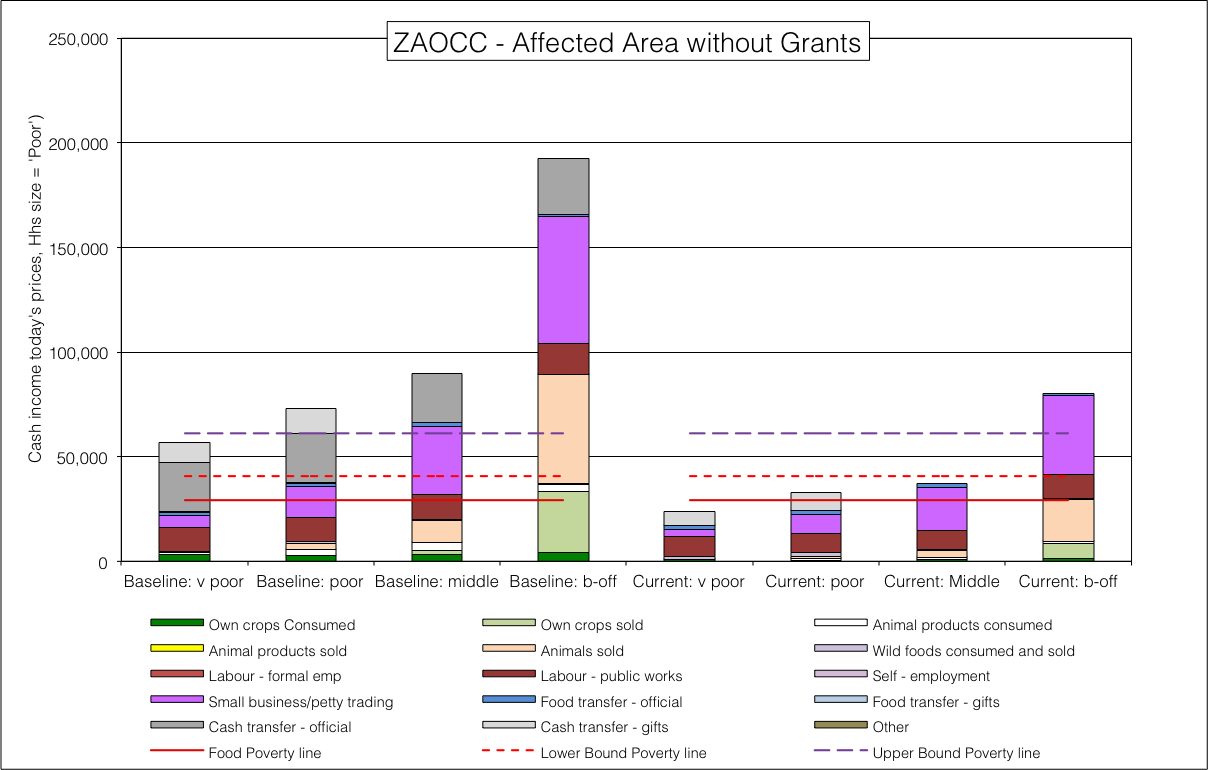 ZAOCC - Affected Area without Grants
Cash income today's prices, Hhs size = 'Poor')
250,000
200,000
150,000
100,000
50,000
0
Baseline: v poor Baseline: poor Baseline: middle Baseline: b-off Current: v poor Current: poor Current: Middle Current: b-off
Own crops Consumed Own crops sold Animal products consumed
Animal products sold Animals sold Wild foods consumed and sold
Labour - formal emp Labour - public works Self - employment
Small business/petty trading Food transfer - official Food transfer - gifts
Cash transfer - official Cash transfer - gifts Other
Food Poverty line Lower Bound Poverty line Upper Bound Poverty line